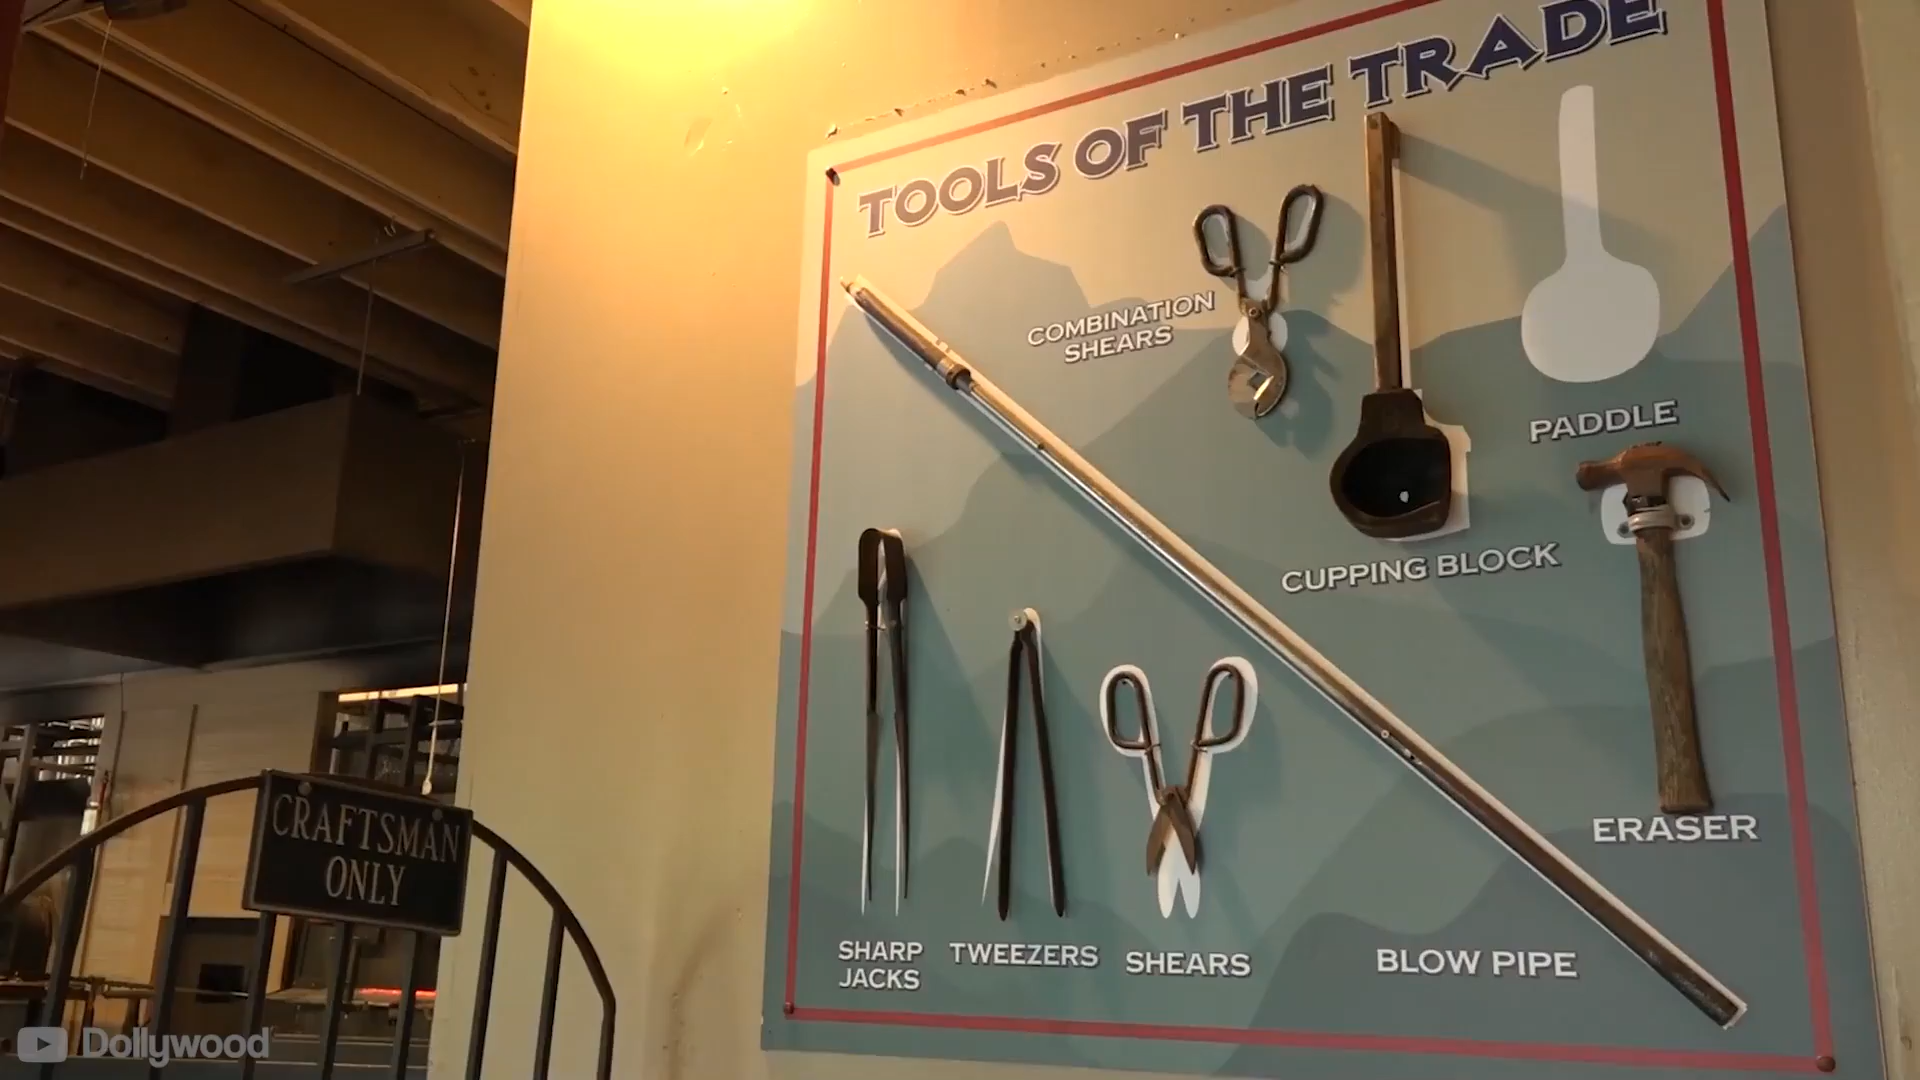 TOOLS OF THE TRADE
COMBINATION
SHEARS
PADDLE
CUPPING BLOCK
ERASER
SHARP
JACKS
TWEEZERS
SHEARS
BLOW PIPE
CRAFTSMAN
ONLY
Dollywood